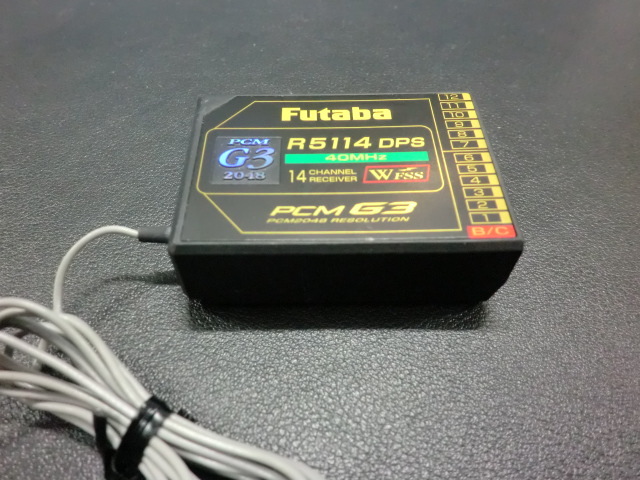 Futaba
R5114 DPS
40MHz
PCM
G3
2048
14 CHANNEL
RECEIVER
WFSS
PCM G3
PCM2048 RESOLUTION
12
11
10
9
8
7
6
5
4
3
2
1
B/C